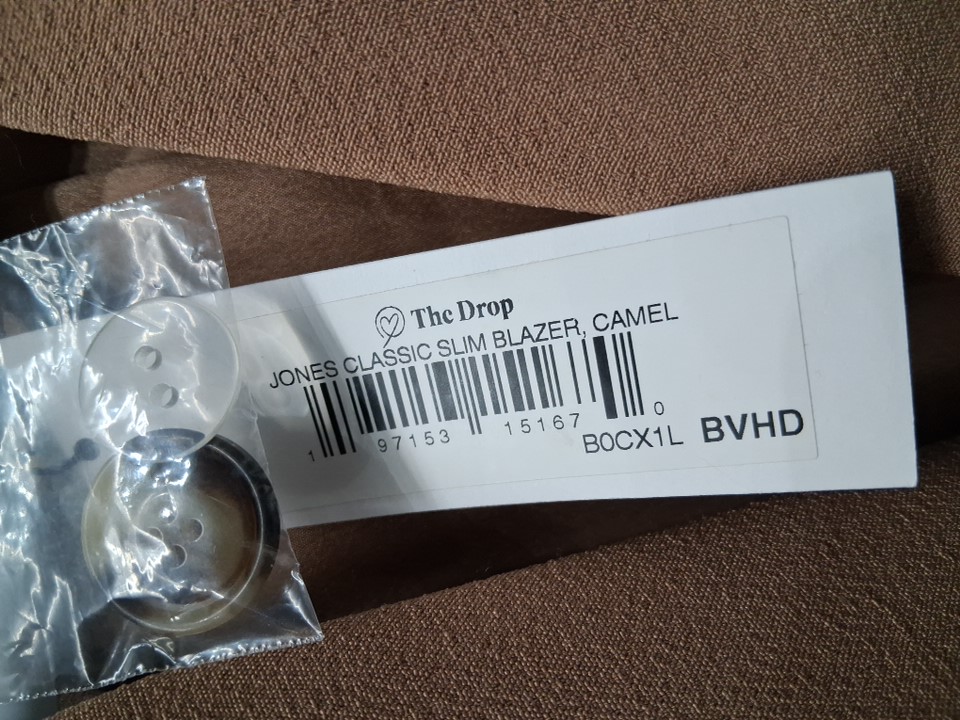 The Drop
JONES CLASSIC SLIM BLAZER, CAMEL
1 97153 15167 0
B0CX1L BVHD